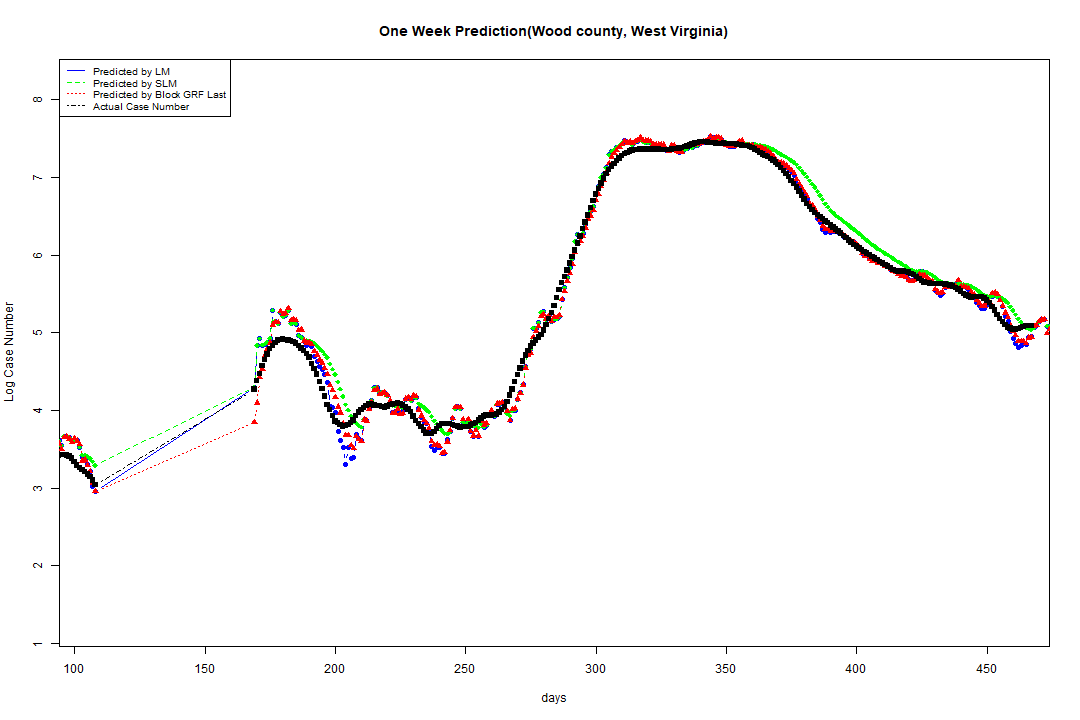 One Week Prediction(Wood county, West Virginia)
Predicted by LM
Predicted by SLM
Predicted by Block GRF Last
Actual Case Number
8
7
6
5
4
3
2
1
Log Case Number
100 150 200 250 300 350 400 450
days